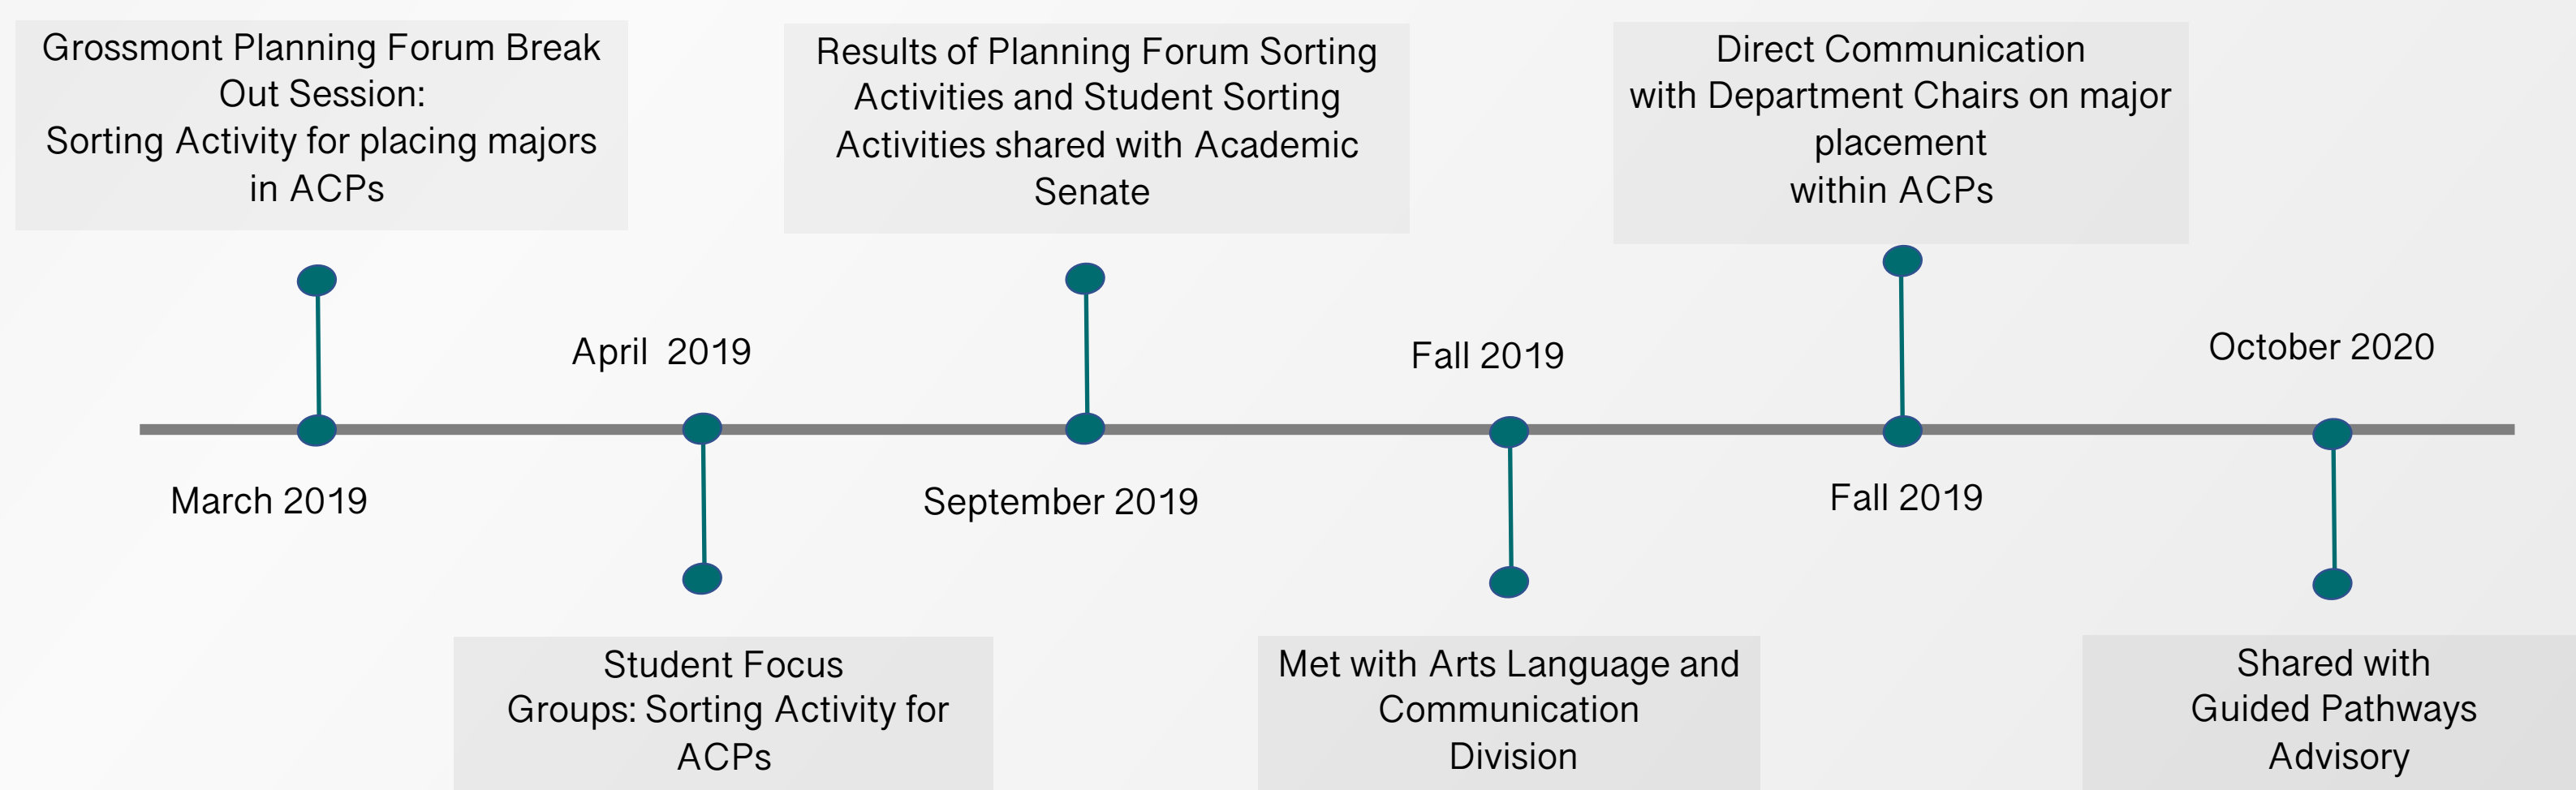 Grossmont Planning Forum Break
Out Session:
Sorting Activity for placing majors
in ACPs
March 2019
April 2019
Student Focus
Groups: Sorting Activity for
ACPs
Results of Planning Forum Sorting
Activities and Student Sorting
Activities shared with Academic
Senate
September 2019
Fall 2019
Met with Arts Language and
Communication
Division
Direct Communication
with Department Chairs on major
placement
within ACPs
Fall 2019
October 2020
Shared with
Guided Pathways
Advisory